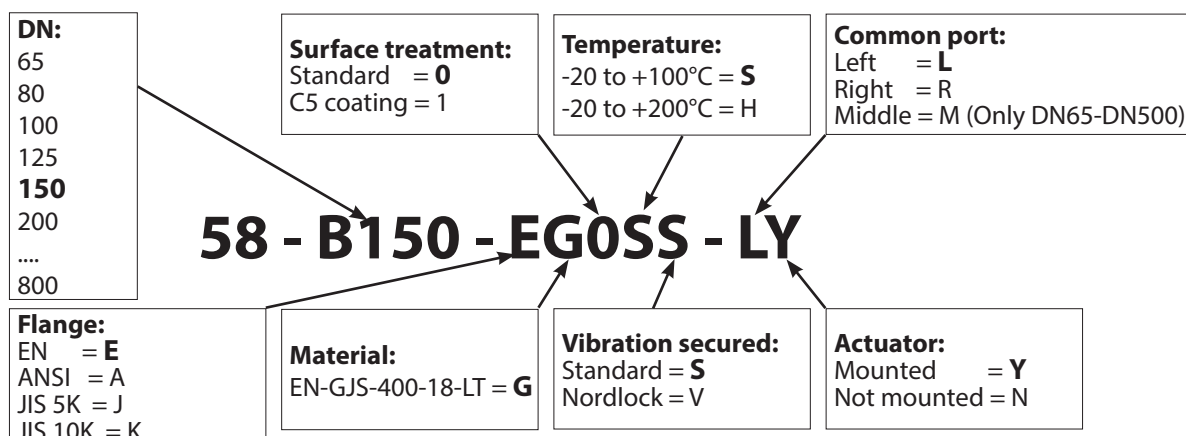 DN:
65
80
100
125
150
200
....
800
Surface treatment:
Standard = 0
C5 coating = 1
Temperature:
-20 to +100°C = S
-20 to +200°C = H
Common port:
Left = L
Right = R
Middle = M (Only DN65-DN500)
58 - B150 - EG0SS - LY
Flange:
EN = E
ANSI = A
JIS 5K = J
JIS 10K = K
Material:
EN-GJS-400-18-LT = G
Vibration secured:
Standard = S
Nordlock = V
Actuator:
Mounted = Y
Not mounted = N